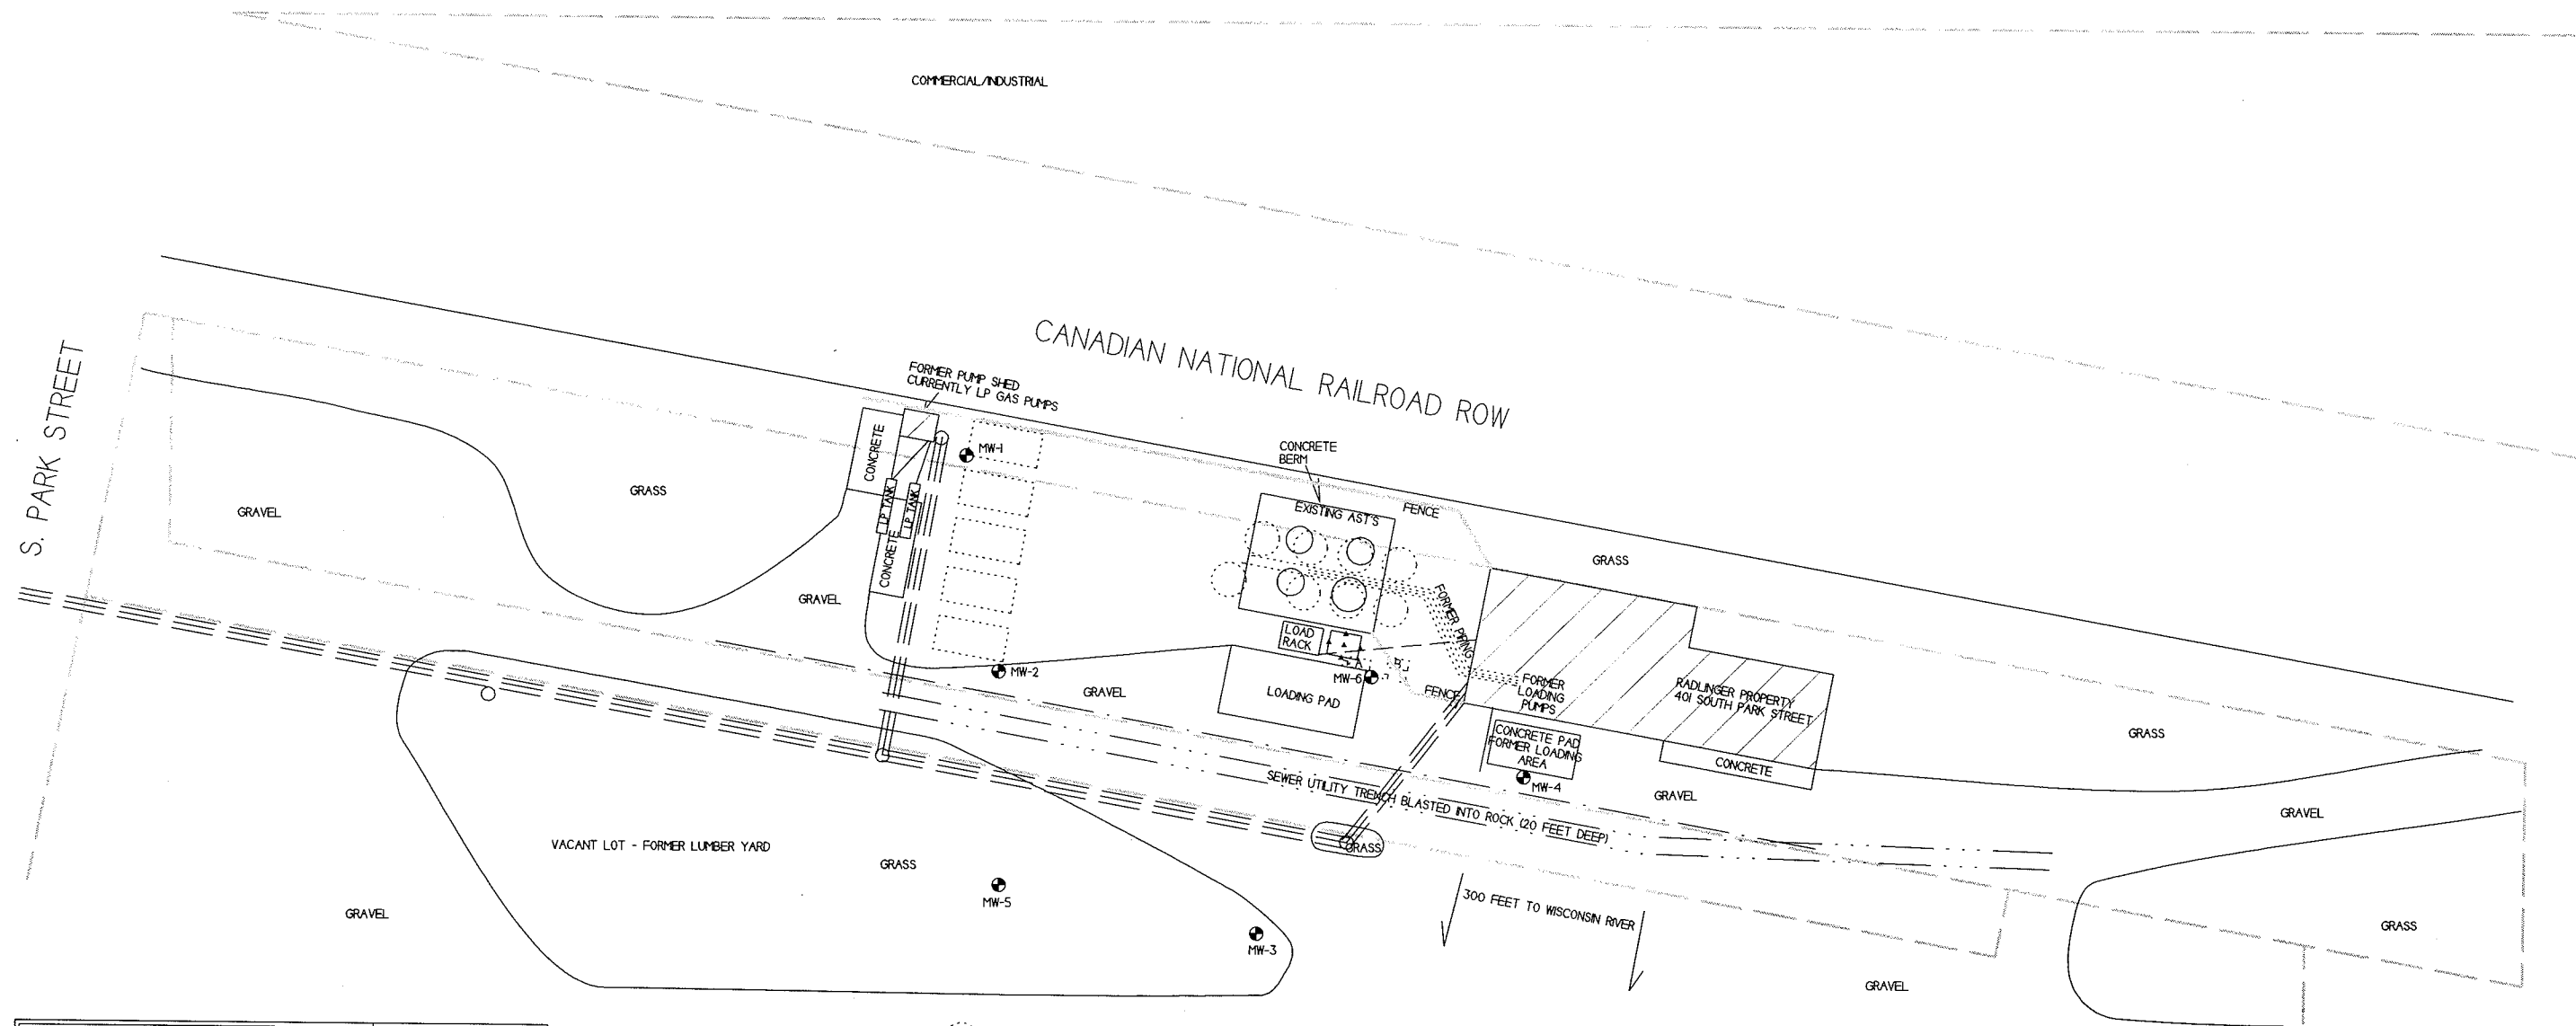 COMMERCIAL/INDUSTRIAL
CANADIAN NATIONAL RAILROAD ROW
S. PARK STREET
FORMER PUMP SHED
CURRENTLY LP GAS PUMPS
CONCRETE
MW-1
LP TANK
LP TANK
CONCRETE
GRASS
GRAVEL
GRAVEL
CONCRETE
BERM
EXISTING AST'S
FENCE
GRASS
FORMER PIPING
LOAD
RACK
A
B
MW-6
MW-2
GRAVEL
LOADING PAD
FENCE
FORMER
LOADING
PUMPS
RADLINGER PROPERTY
401 SOUTH PARK STREET
CONCRETE PAD
FORMER LOADING
AREA
MW-4
CONCRETE
GRASS
GRAVEL
GRAVEL
SEWER UTILITY TRENCH BLASTED INTO ROCK (20 FEET DEEP)
GRASS
VACANT LOT - FORMER LUMBER YARD
GRASS
MW-5
MW-3
GRAVEL
300 FEET TO WISCONSIN RIVER
GRASS
GRAVEL